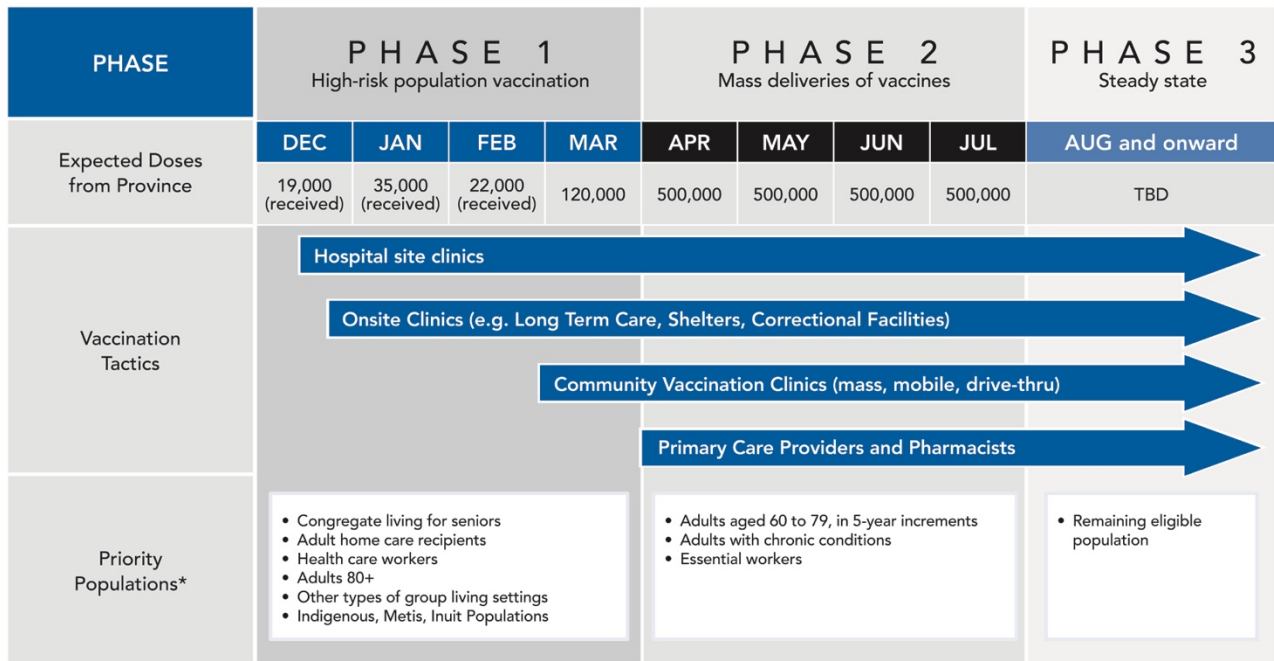 PHASE
PHASE 1
High-risk population vaccination
PHASE 2
Mass deliveries of vaccines
PHASE 3
Steady state
Expected Doses
from Province
DEC
JAN
FEB
MAR
APR
MAY
JUN
JUL
AUG and onward
19,000
(received)
35,000
(received)
22,000
(received)
120,000
500,000
500,000
500,000
500,000
TBD
Vaccination
Tactics
Hospital site clinics
Onsite Clinics (e.g. Long Term Care, Shelters, Correctional Facilities)
Community Vaccination Clinics (mass, mobile, drive-thru)
Primary Care Providers and Pharmacists
Priority
Populations*
• Congregate living for seniors
• Adult home care recipients
• Health care workers
• Adults 80+
• Other types of group living settings
• Indigenous, Metis, Inuit Populations
• Adults aged 60 to 79, in 5-year increments
• Adults with chronic conditions
• Essential workers
• Remaining eligible
population